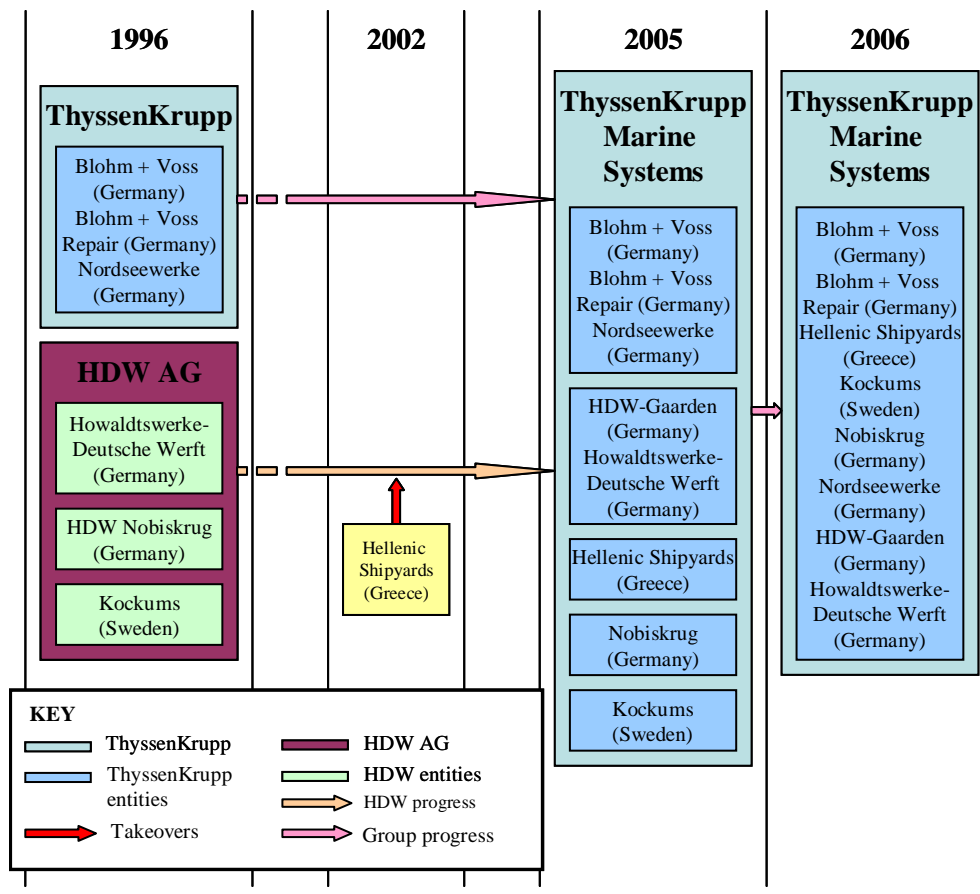 1996
2002
2005
2006
ThyssenKrupp
Blohm + Voss
(Germany)
Blohm + Voss
Repair (Germany)
Nordseewerke
(Germany)
HDW AG
Howaldtswerke-
Deutsche Werft
(Germany)
HDW Nobiskrug
(Germany)
Kockums
(Sweden)
Hellenic
Shipyards
(Greece)
ThyssenKrupp
Marine
Systems
Blohm + Voss
(Germany)
Blohm + Voss
Repair (Germany)
Nordseewerke
(Germany)
HDW-Gaarden
(Germany)
Howaldtswerke-
Deutsche Werft
(Germany)
Hellenic Shipyards
(Greece)
Nobiskrug
(Germany)
Kockums
(Sweden)
ThyssenKrupp
Marine
Systems
Blohm + Voss
(Germany)
Blohm + Voss
Repair (Germany)
Hellenic Shipyards
(Greece)
Kockums
(Sweden)
Nobiskrug
(Germany)
Nordseewerke
(Germany)
HDW-Gaarden
(Germany)
Howaldtswerke-
Deutsche Werft
(Germany)
KEY
ThyssenKrupp
ThyssenKrupp
entities
Takeovers
HDW AG
HDW entities
HDW progress
Group progress